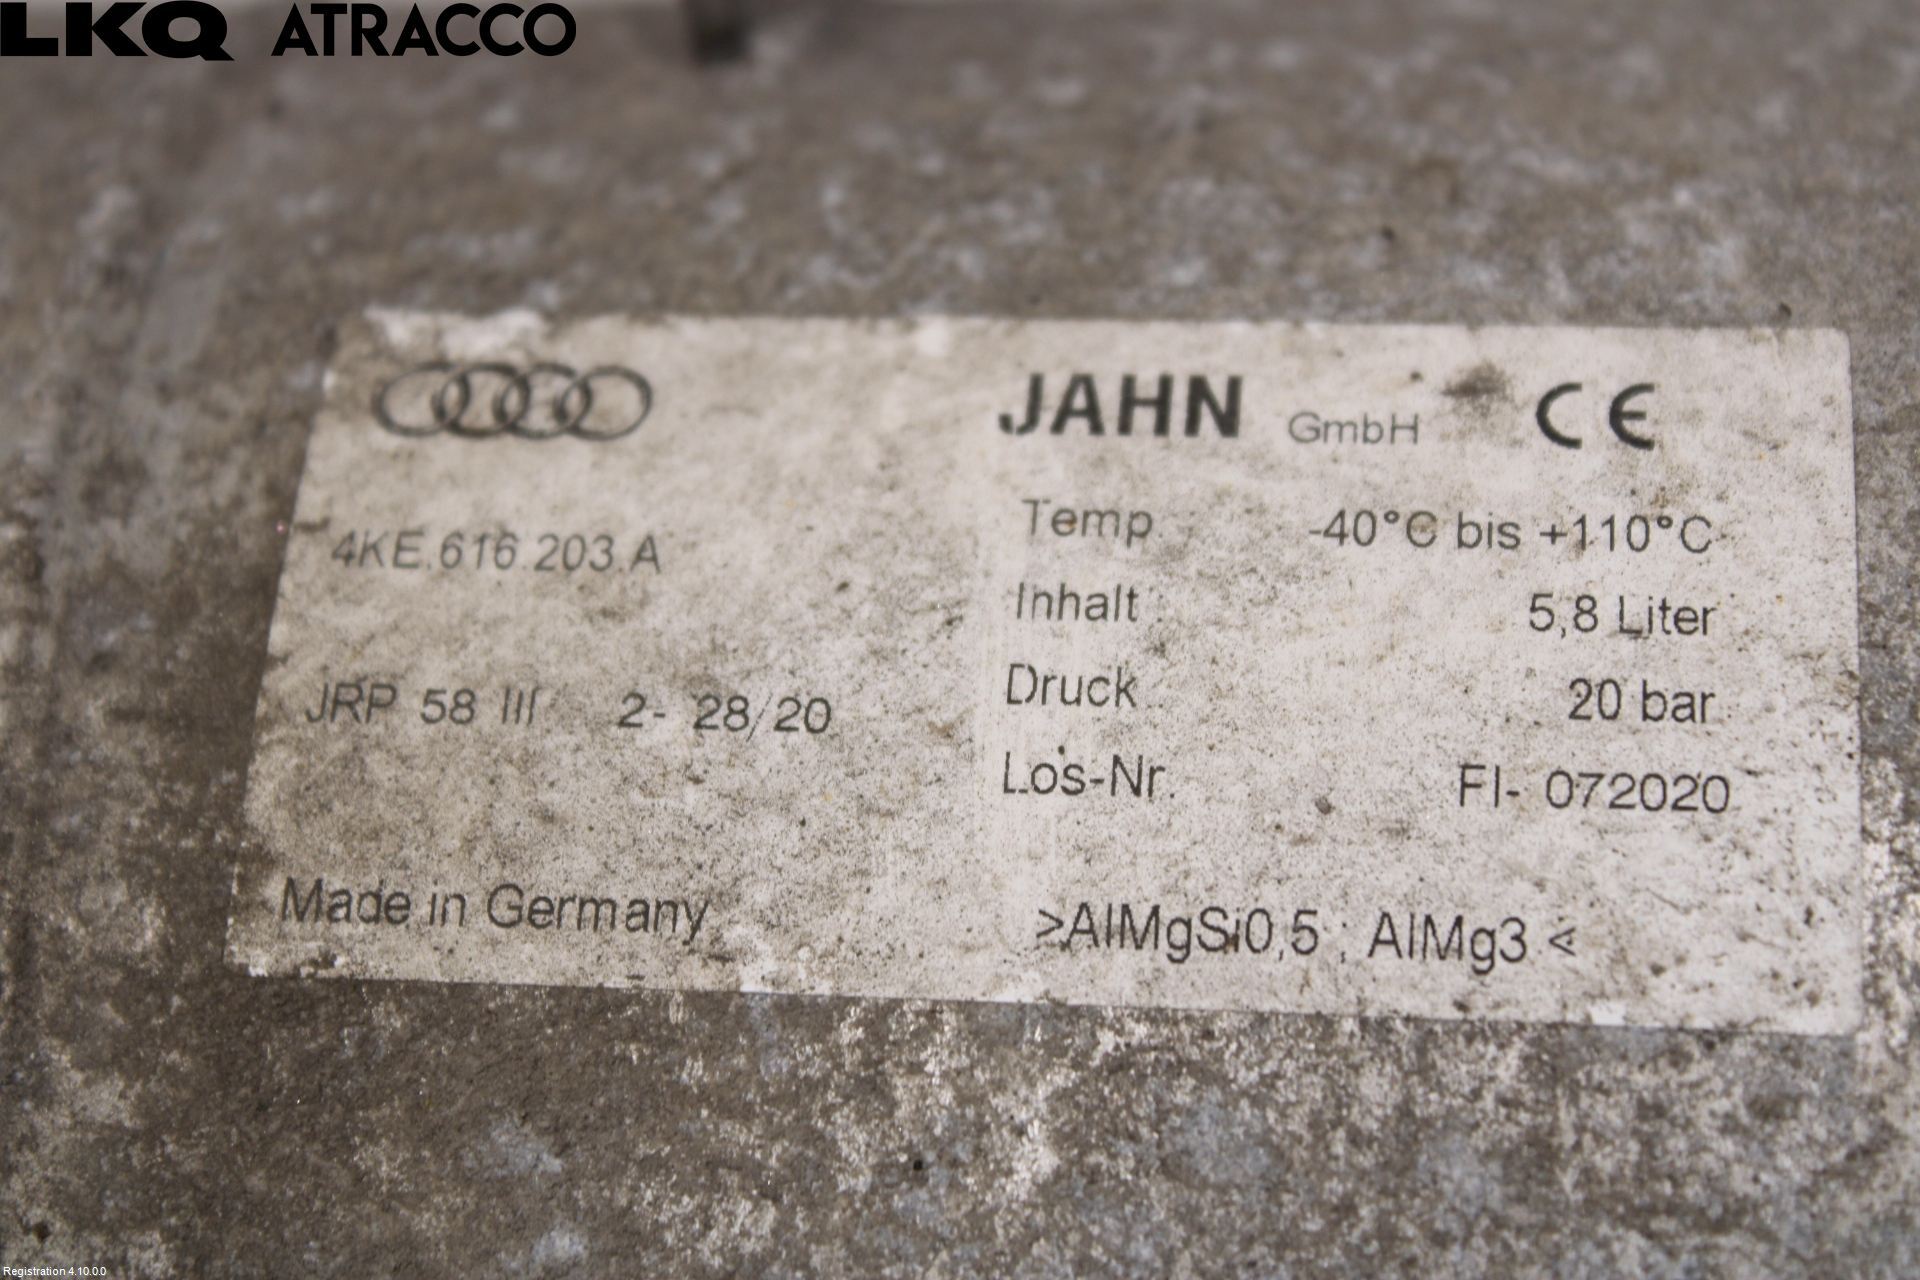 LKQ ATRACCO
JAHN GmbH CE
4KE.616.203.A
Temp -40°C bis +110°C
Inhalt 5,8 Liter
JRP 58 III 2- 28/20
Druck 20 bar
Los-Nr. FI- 072020
Made in Germany
>AlMgSi0,5 ; AlMg3 <
Registration 4.10.0.0